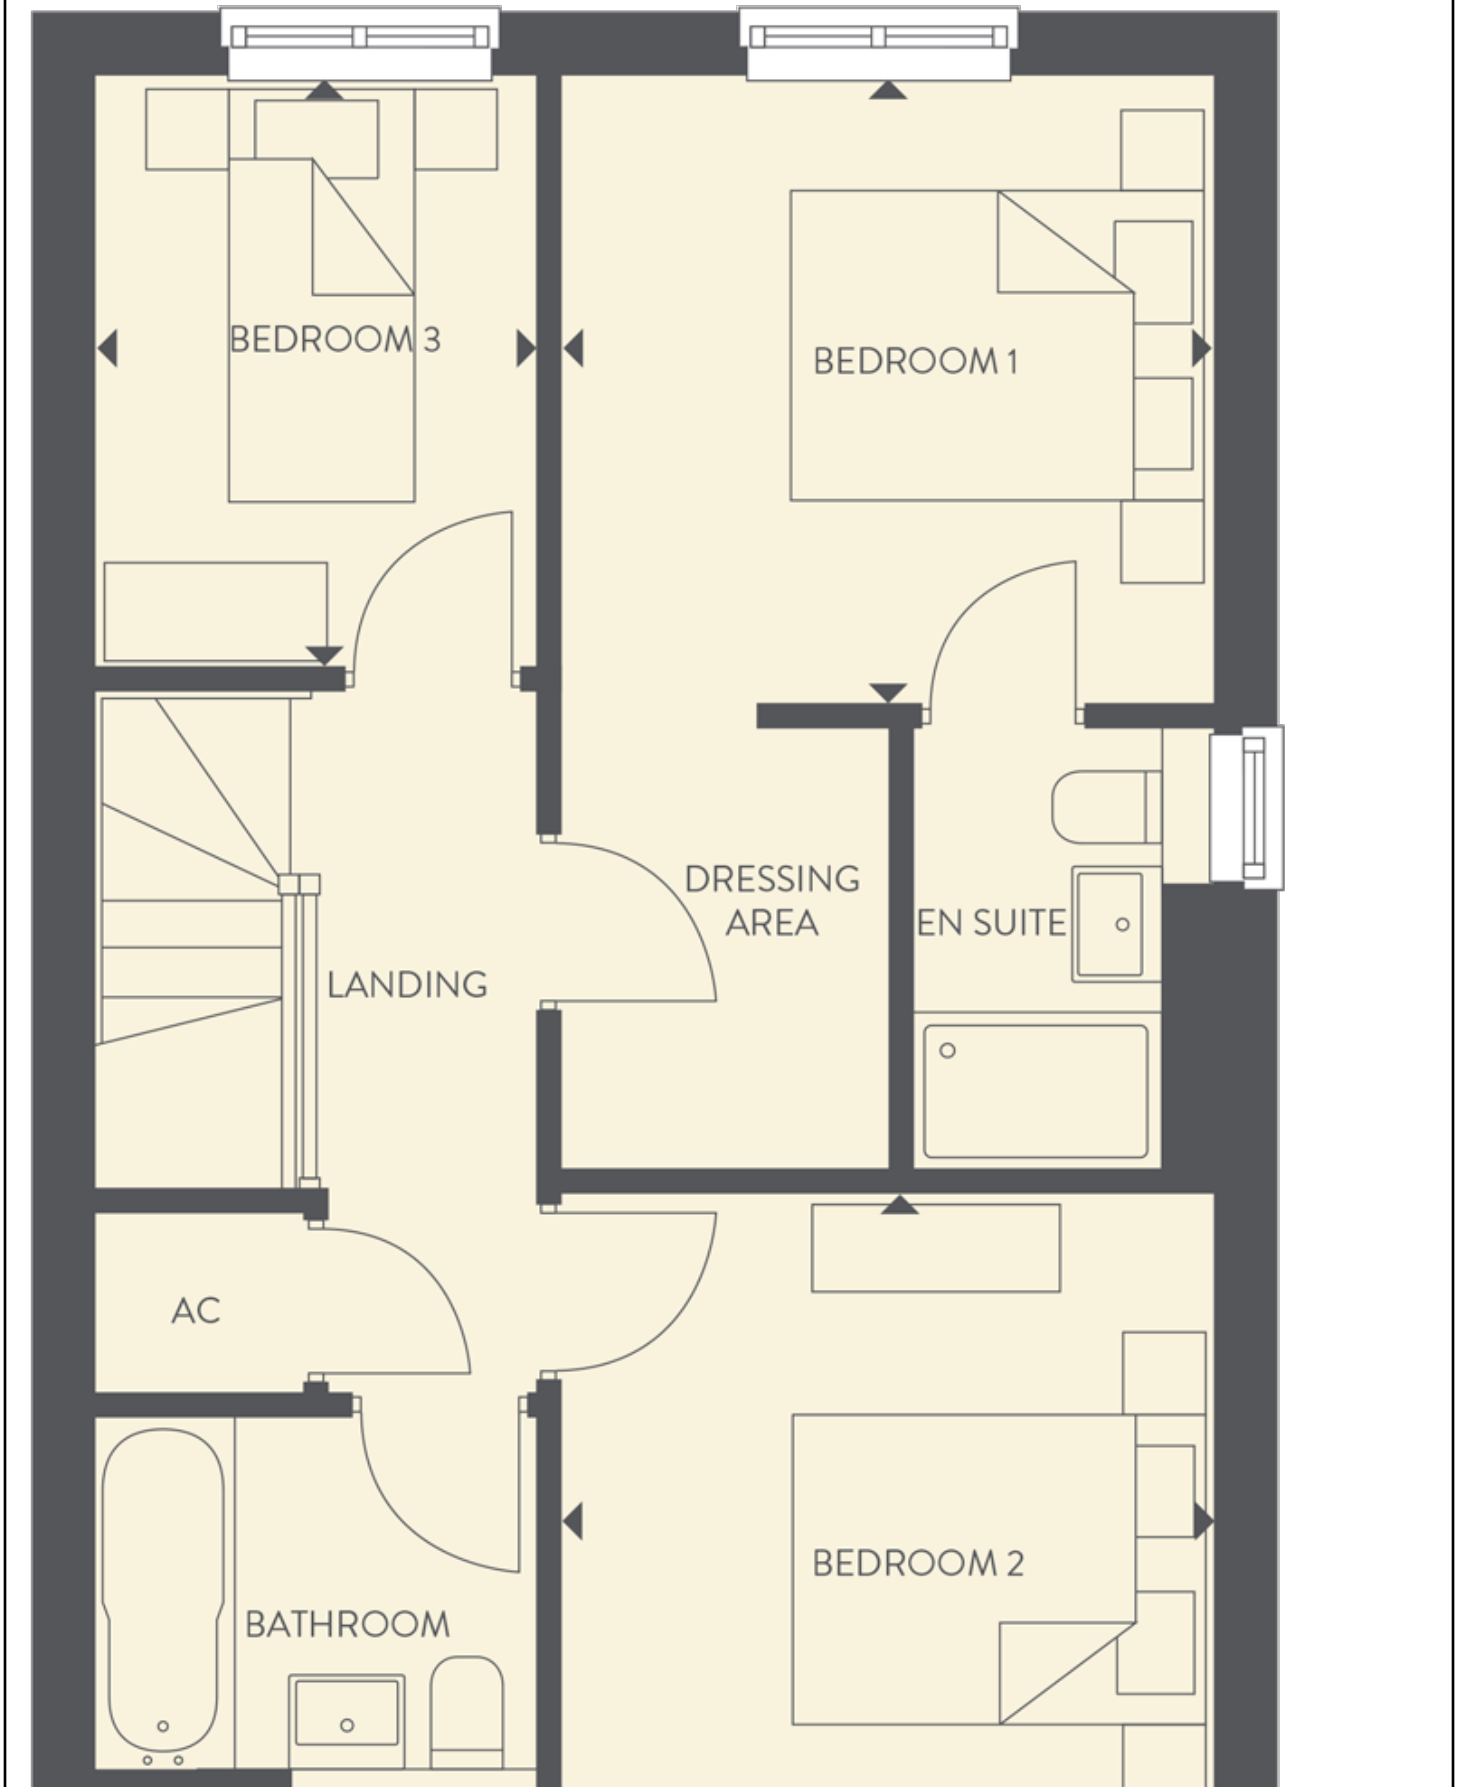 BEDROOM 3
BEDROOM 1
DRESSING
AREA
EN SUITE
LANDING
AC
BEDROOM 2
BATHROOM